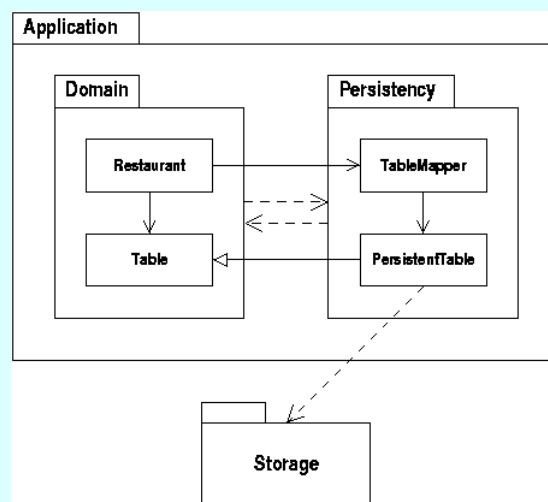 Application
Domain
Persistency
Restaurant
TableMapper
Table
PersistentTable
Storage